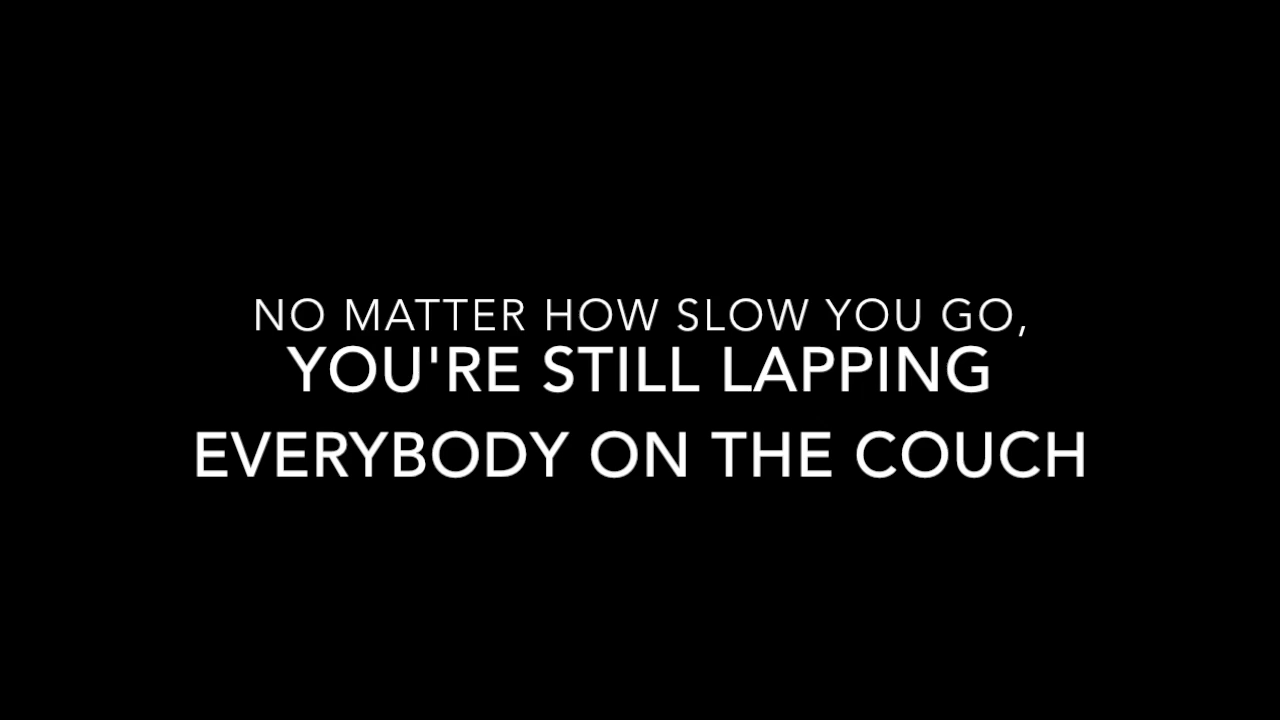 NO MATTER HOW SLOW YOU GO,
YOU'RE STILL LAPPING
EVERYBODY ON THE COUCH